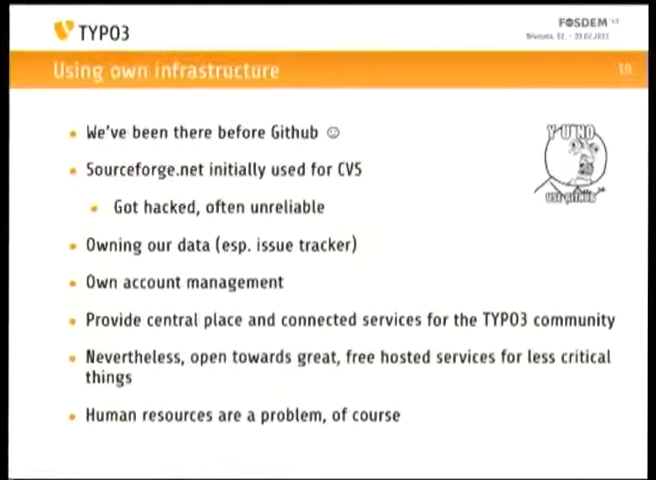 TYPO3
FOSDEM
Using own infrastructure
We've been there before Github ☺
Y U NO
USE GITHUB
Sourceforge.net initially used for CVS
Got hacked, often unreliable
Owning our data (esp. issue tracker)
Own account management
Provide central place and connected services for the TYPO3 community
Nevertheless, open towards great, free hosted services for less critical
things
Human resources are a problem, of course